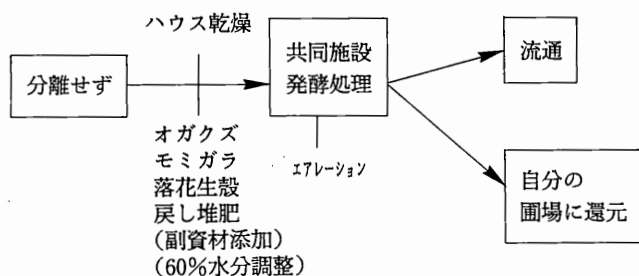 ハウス乾燥
分離せず
オガクズ
モミガラ
落花生殻
戻し堆肥
(副資材添加)
(60%水分調整)
共同施設
発酵処理
エアレーション
流通
自分の
圃場に還元